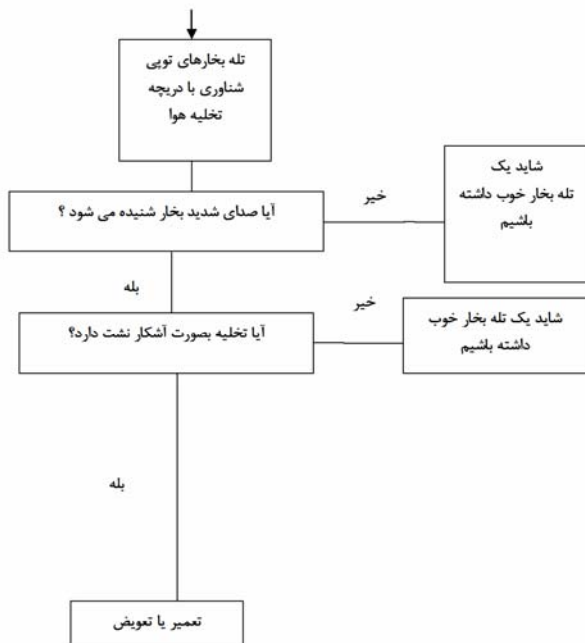 تله بخارهای توپی
شناوری با دریچه
تخلیه هوا
شاید یک
تله بخار خوب داشته
باشیم
خیر
آیا صدای شدید بخار شنیده می شود ؟
بله
خیر
شاید یک تله بخار خوب
داشته باشیم
آیا تخلیه بصورت آشکار نشت دارد؟
بله
تعمیر یا تعویض